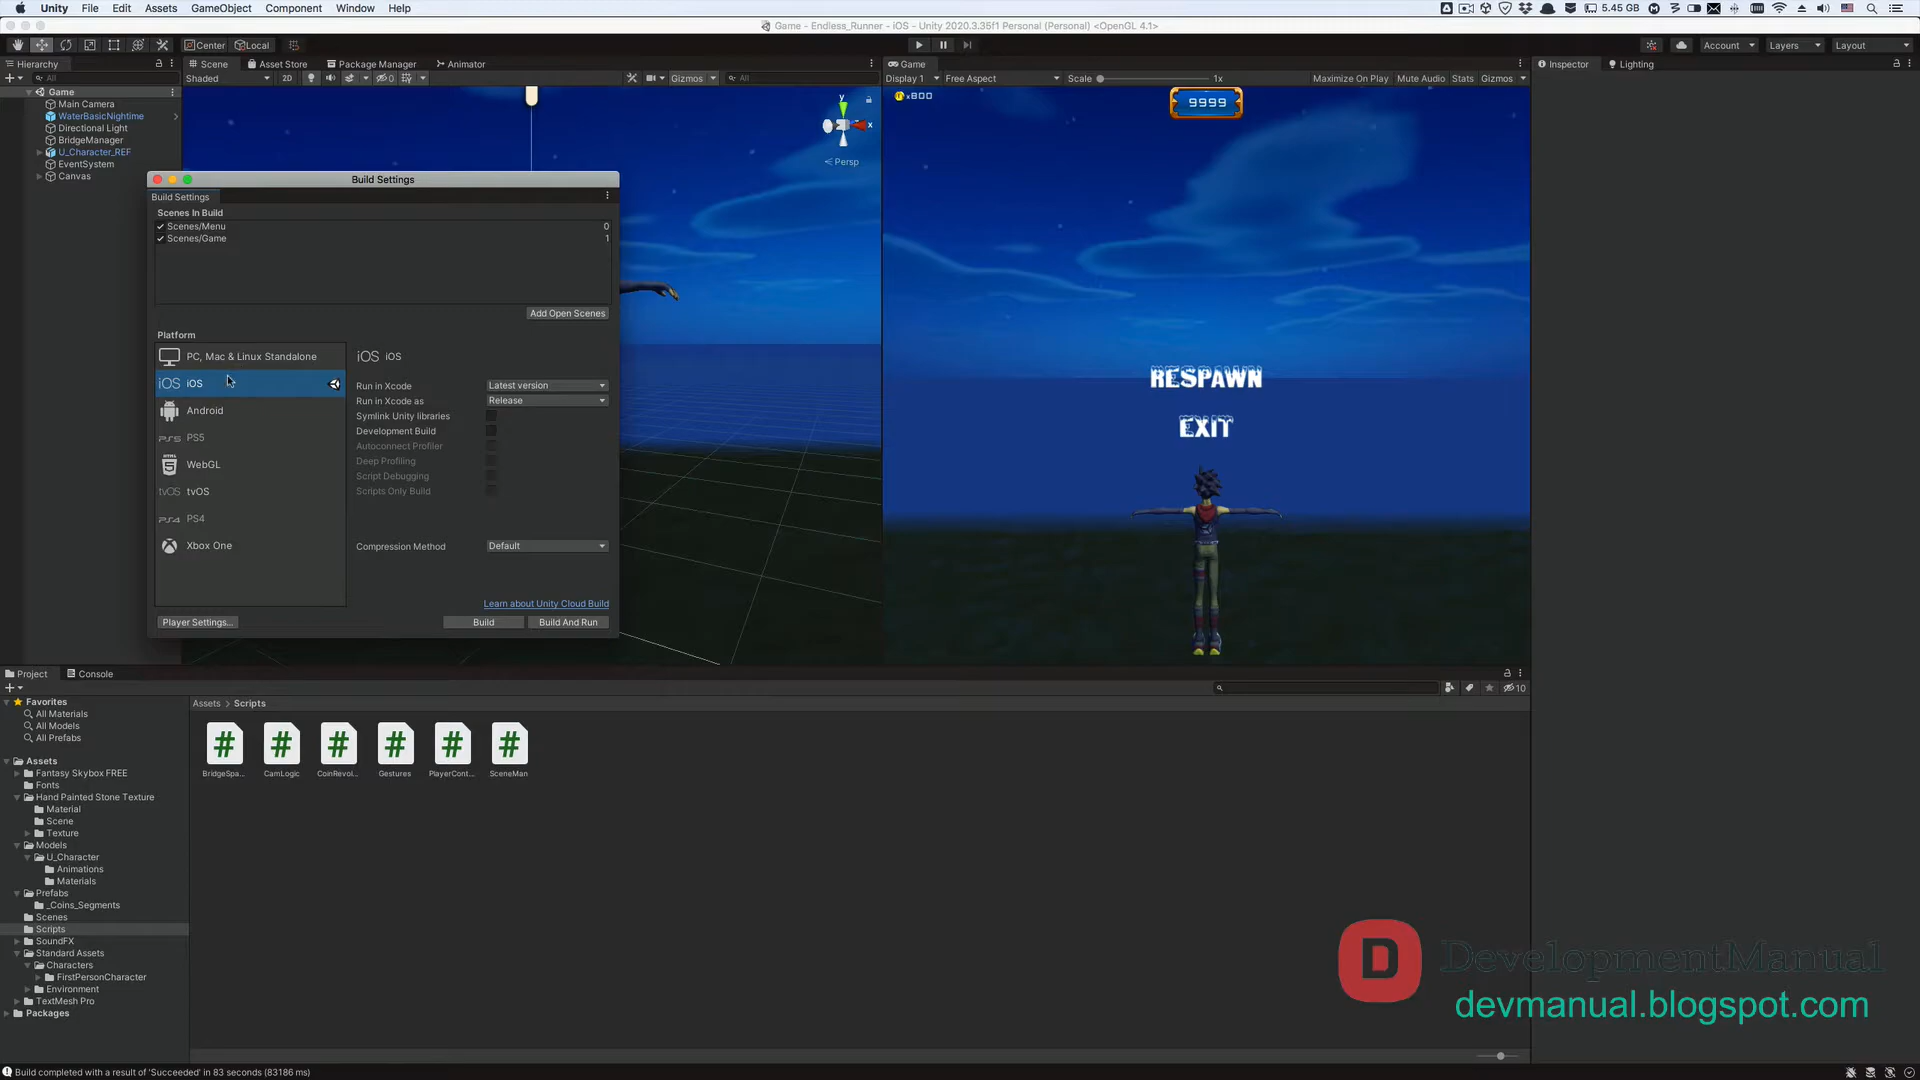 Unity File Edit Assets GameObject Component Window Help 5.45 GB
Game - Endless_Runner - iOS - Unity 2020.3.35f1 Personal (Personal) <OpenGL 4.1>
Center Local Account Layers Layout
Hierarchy Scene Asset Store Package Manager Animator Game Inspector Lighting
All Shaded 2D 0 Gizmos All Display 1 Free Aspect Scale 1x Maximize On Play Mute Audio Stats Gizmos
Game
Main Camera
WaterBasicNightime
Directional Light
BridgeManager
U_Character_REF
EventSystem
Canvas
y
x
Persp
x800
9999
RESPAWN
EXIT
Build Settings
Build Settings
Scenes In Build
Scenes/Menu 0
Scenes/Game 1
Add Open Scenes
Platform
PC, Mac & Linux Standalone
iOS iOS
Android
PS5 PS5
HTML 5 WebGL
tvOS tvOS
PS4 PS4
Xbox One
iOS iOS
Run in Xcode Latest version
Run in Xcode as Release
Symlink Unity libraries
Development Build
Autoconnect Profiler
Deep Profiling
Script Debugging
Scripts Only Build
Compression Method Default
Learn about Unity Cloud Build
Player Settings... Build Build And Run
Project Console
10
Favorites
All Materials
All Models
All Prefabs
Assets
Fantasy Skybox FREE
Fonts
Hand Painted Stone Texture
Material
Scene
Texture
Models
U_Character
Animations
Materials
Prefabs
_Coins_Segments
Scenes
Scripts
SoundFX
Standard Assets
Characters
FirstPersonCharacter
Environment
TextMesh Pro
Packages
Assets Scripts
# # # # # #
BridgeSpa... CamLogic CoinRevol... Gestures PlayerCont... SceneMan
D DevelopmentManual
devmanual.blogspot.com
Build completed with a result of 'Succeeded' in 83 seconds (83186 ms)